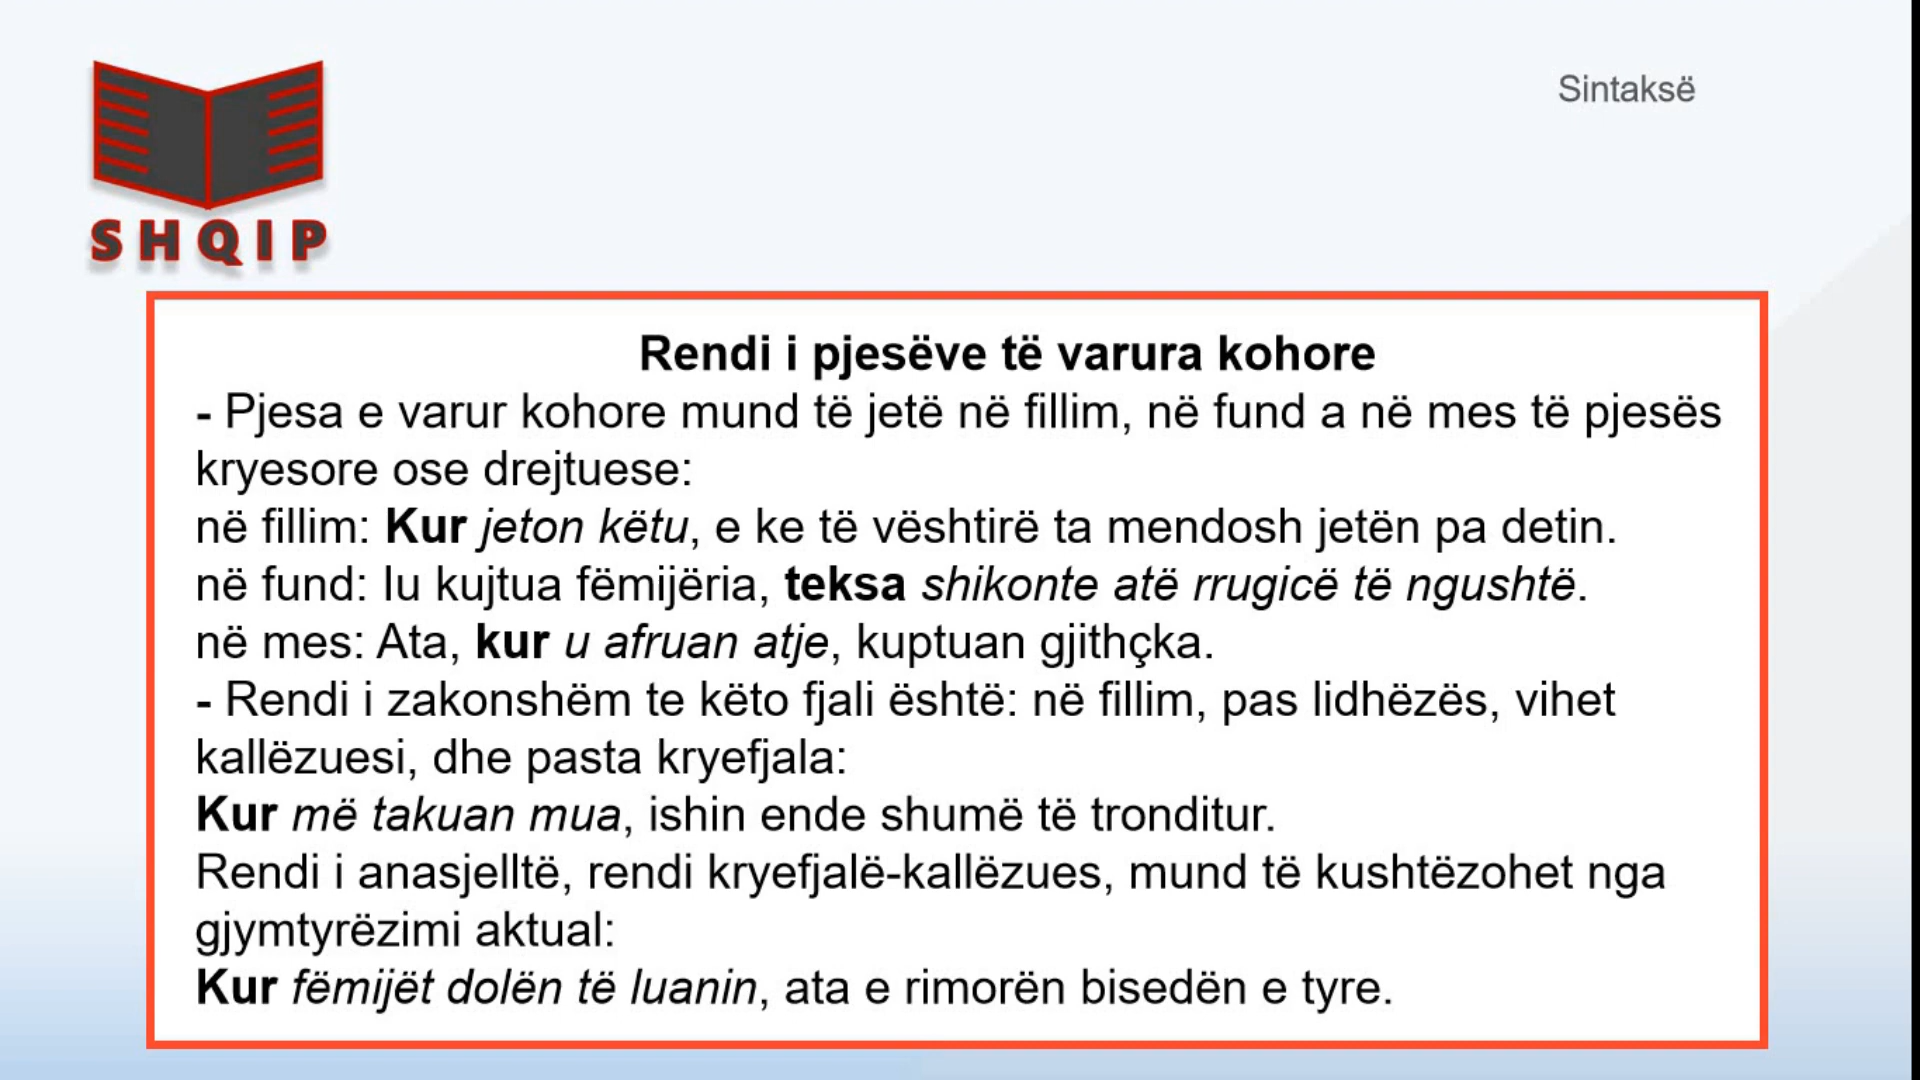 Sintaksë
SHQIP
Rendi i pjesëve të varura kohore
- Pjesa e varur kohore mund të jetë në fillim, në fund a në mes të pjesës
kryesore ose drejtuese:
në fillim: Kur jeton këtu, e ke të vështirë ta mendosh jetën pa detin.
në fund: Iu kujtua fëmijëria, teksa shikonte atë rrugicë të ngushtë.
në mes: Ata, kur u afruan atje, kuptuan gjithçka.
- Rendi i zakonshëm te këto fjali është: në fillim, pas lidhëzës, vihet
kallëzuesi, dhe pasta kryefjala:
Kur më takuan mua, ishin ende shumë të tronditur.
Rendi i anasjelltë, rendi kryefjalë-kallëzues, mund të kushtëzohet nga
gjymtyrëzimi aktual:
Kur fëmijët dolën të luanin, ata e rimorën bisedën e tyre.